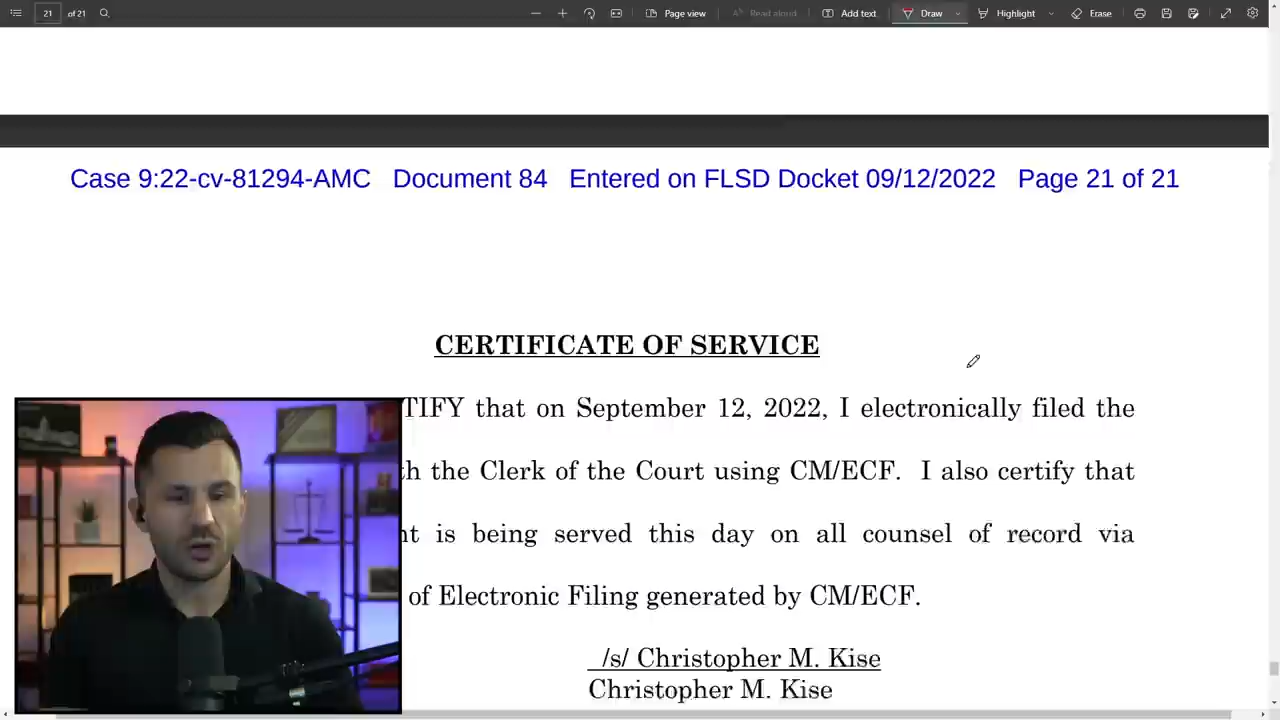 21 of 21 Page view Read aloud Add text Draw Highlight Erase
Case 9:22-cv-81294-AMC Document 84 Entered on FLSD Docket 09/12/2022 Page 21 of 21
CERTIFICATE OF SERVICE
TIFY that on September 12, 2022, I electronically filed the
th the Clerk of the Court using CM/ECF. I also certify that
nt is being served this day on all counsel of record via
of Electronic Filing generated by CM/ECF.
/s/ Christopher M. Kise
Christopher M. Kise